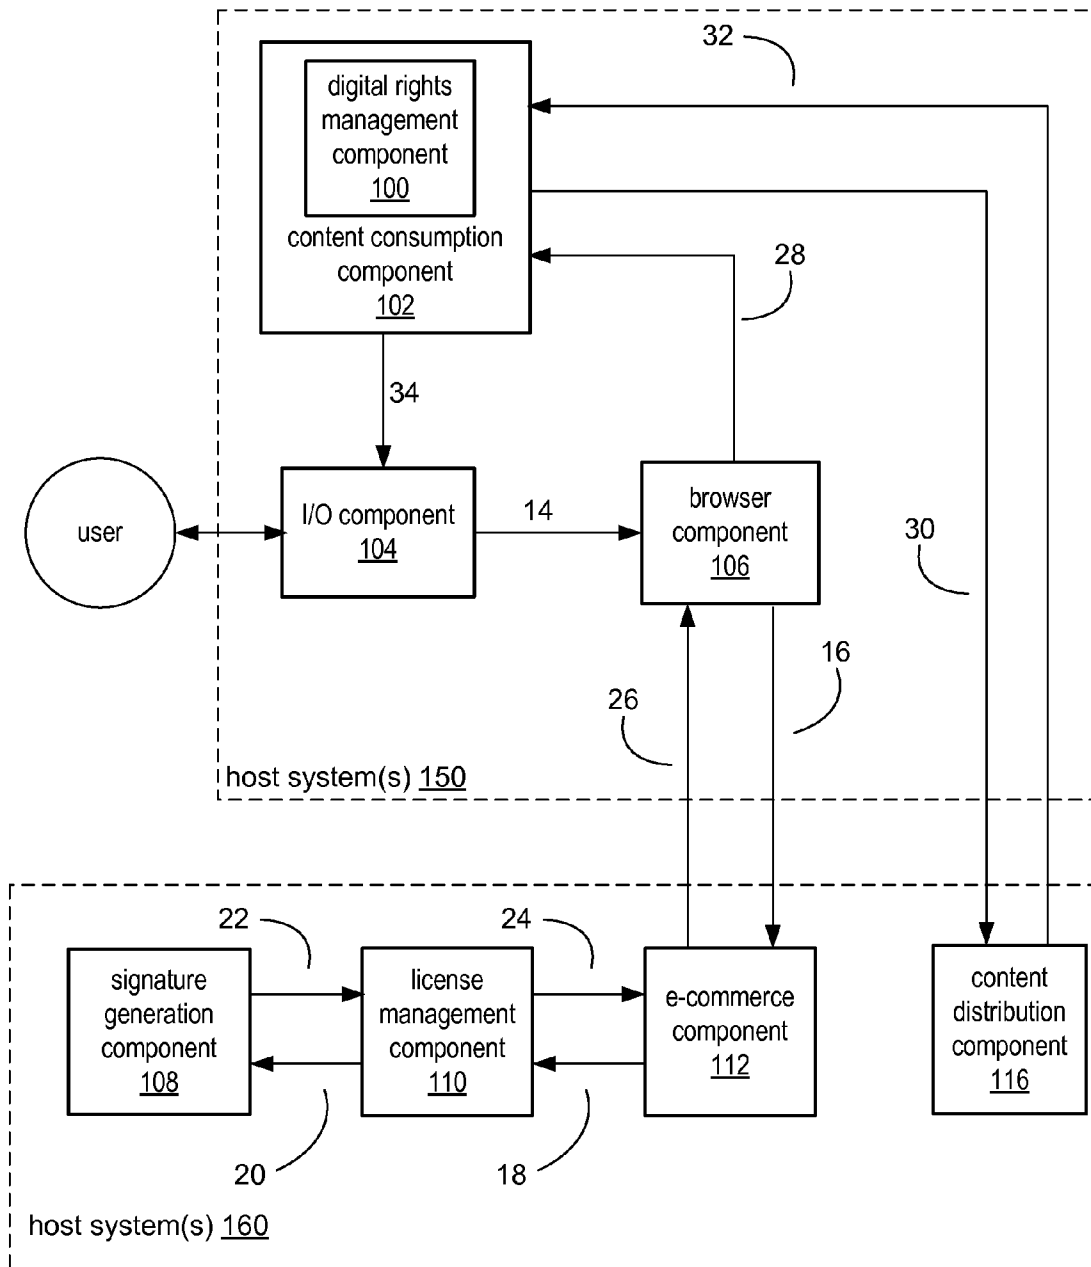 32
digital rights
management
component
100
content consumption
component
102
28
34
user
I/O component
104
14
browser
component
106
30
16
26
host system(s) 150
22
24
signature
generation
component
108
license
management
component
110
e-commerce
component
112
content
distribution
component
116
20
18
host system(s) 160